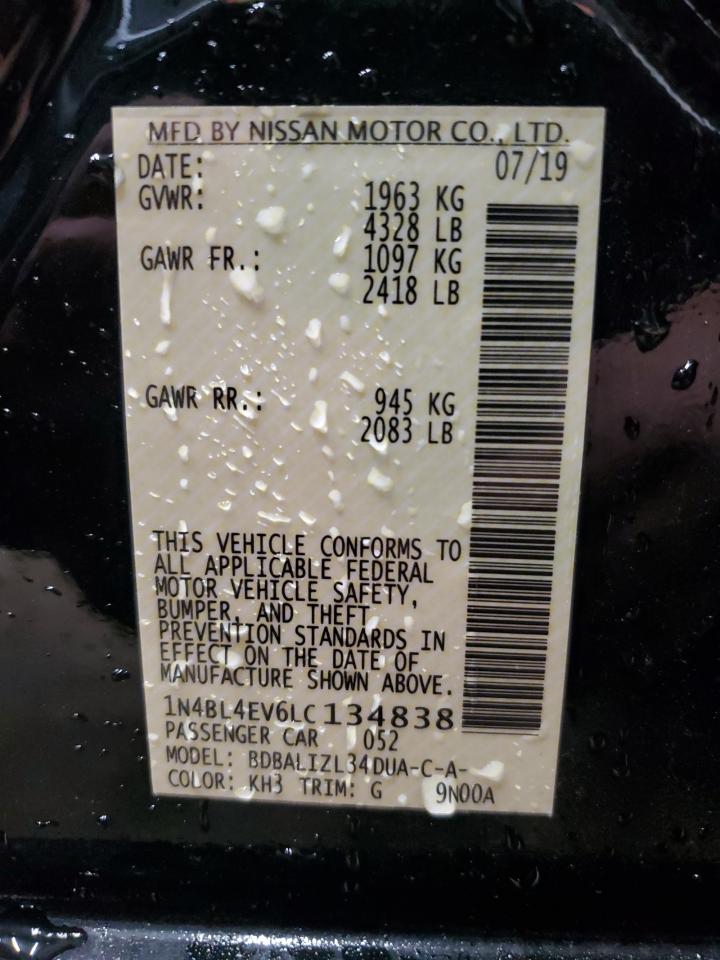 MFD BY NISSAN MOTOR CO., LTD.
DATE: 07/19
GVWR: 1963 KG
4328 LB
GAWR FR.: 1097 KG
2418 LB
GAWR RR.: 945 KG
2083 LB
THIS VEHICLE CONFORMS TO
ALL APPLICABLE FEDERAL
MOTOR VEHICLE SAFETY,
BUMPER, AND THEFT
PREVENTION STANDARDS IN
EFFECT ON THE DATE OF
MANUFACTURE SHOWN ABOVE.
1N4BL4EV6LC134838
PASSENGER CAR 052
MODEL: BDBALIZL34DUA-C-A-
COLOR: KH3 TRIM: G 9N00A